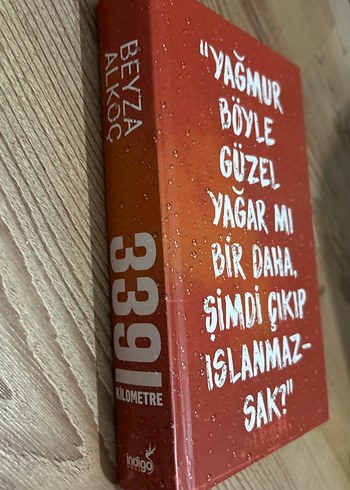 BEYZA
ALKOÇ
3391
KİLOMETRE
indigo
"YAĞMUR
BÖYLE
GÜZEL
YAĞAR MI
BİR DAHA,
ŞİMDİ ÇIKIP
ISLANMAZ-
SAK?"